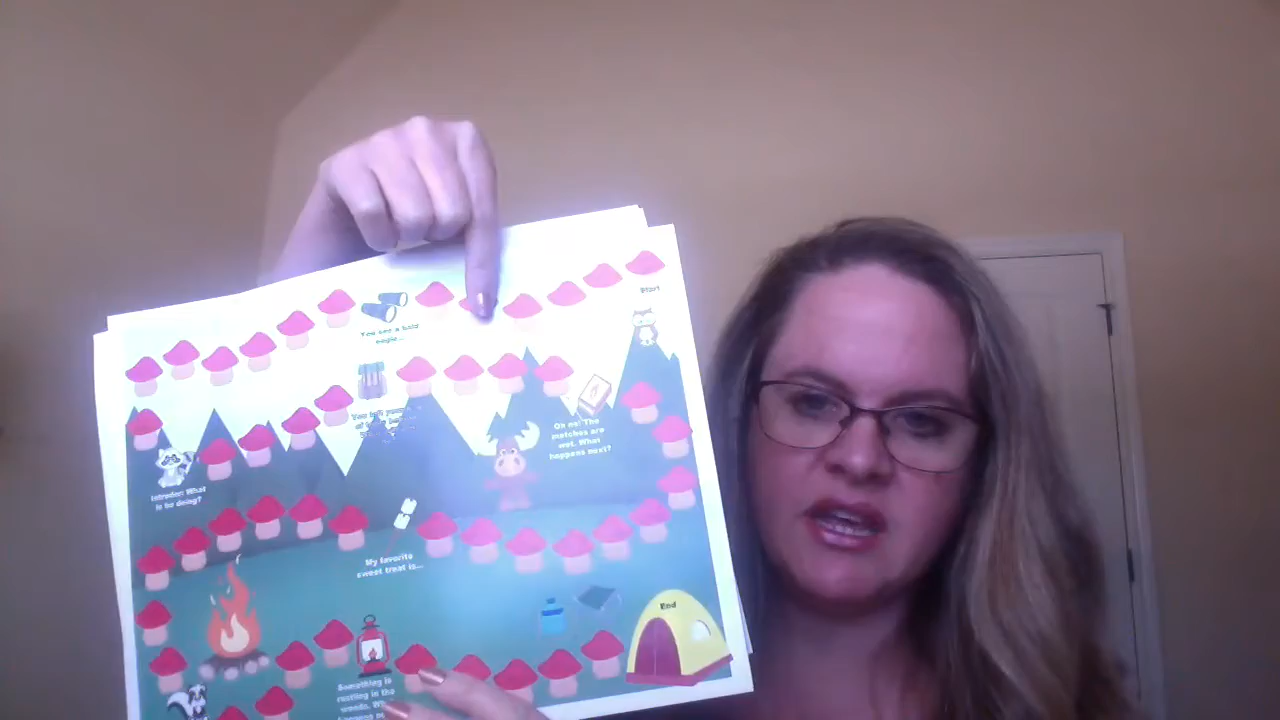 Start
You see a bald
eagle...
Oh no! The
matches are
wet. What
happens next?
Intruder: What
is he doing?
My favorite
sweet treat is...
End
Something is
rustling in the
woods.